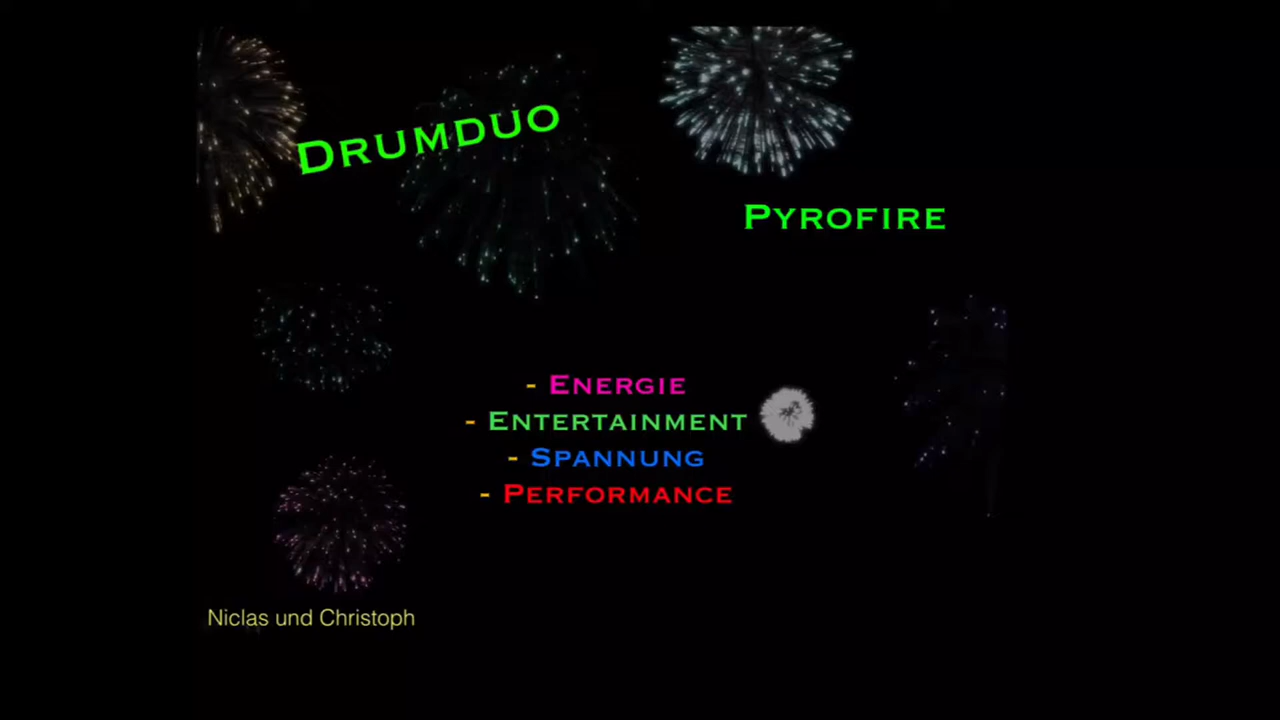 Drumduo
Pyrofire
- Energie
- Entertainment
- Spannung
- Performance
Niclas und Christoph